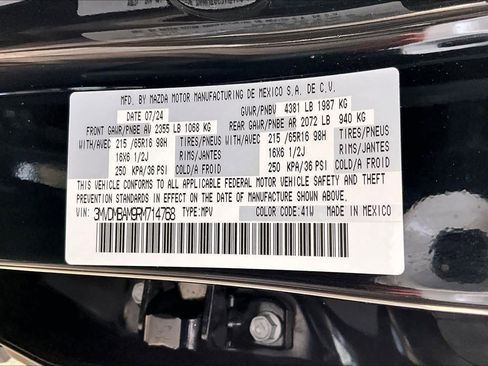 MFD. BY MAZDA MOTOR MANUFACTURING DE MEXICO S.A. DE C.V.
DATE 07/24 GVWR/PNBV 4381 LB 1987 KG
FRONT GAWR/PNBE AV 2355 LB 1068 KG REAR GAWR/PNBE AR 2072 LB 940 KG
WITH/AVEC 215 /65R16 98H TIRES/PNEUS WITH/AVEC 215 /65R16 98H TIRES/PNEUS
16X6 1/2J RIMS/JANTES 16X6 1/2J RIMS/JANTES
250 KPA/36 PSI COLD/A FROID 250 KPA/36 PSI COLD/A FROID
THIS VEHICLE CONFORMS TO ALL APPLICABLE FEDERAL MOTOR VEHICLE SAFETY AND THEFT
PREVENTION STANDARDS IN EFFECT ON THE DATE OF MANUFACTURE SHOWN ABOVE.
VIN: 3MVDMBAM9RM714768 TYPE: MPV COLOR CODE: 41W MADE IN MEXICO